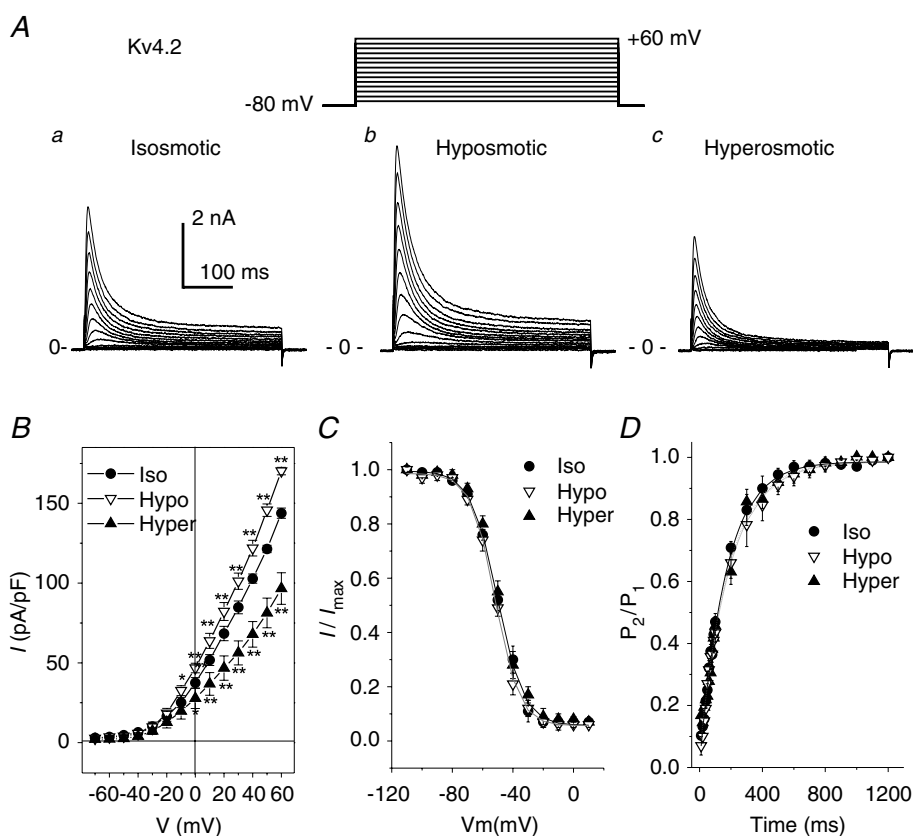 A
Kv4.2
+60 mV
-80 mV
a
Isosmotic
b
Hyposmotic
c
Hyperosmotic
2 nA
100 ms
0-
- 0 -
- 0 -
B
Iso
Hypo
Hyper
I (pA/pF)
150
100
50
0
** ** ** ** ** ** ** *
* ** ** ** ** ** **
-60 -40 -20 0 20 40 60
V (mV)
C
Iso
Hypo
Hyper
I / Imax
1.0
0.8
0.6
0.4
0.2
0.0
-120 -80 -40 0
Vm(mV)
D
Iso
Hypo
Hyper
P2/P1
1.0
0.8
0.6
0.4
0.2
0.0
0 400 800 1200
Time (ms)